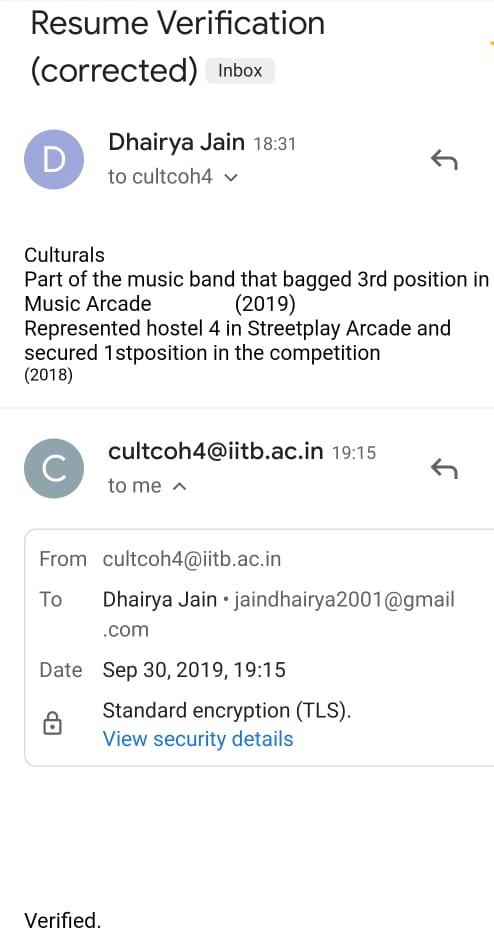 Resume Verification
(corrected) Inbox
D
Dhairya Jain 18:31
to cultcoh4
Culturals
Part of the music band that bagged 3rd position in
Music Arcade (2019)
Represented hostel 4 in Streetplay Arcade and
secured 1stposition in the competition
(2018)
C
cultcoh4@iitb.ac.in 19:15
to me
From cultcoh4@iitb.ac.in
To Dhairya Jain • jaindhairya2001@gmail
.com
Date Sep 30, 2019, 19:15
Standard encryption (TLS).
View security details
Verified.